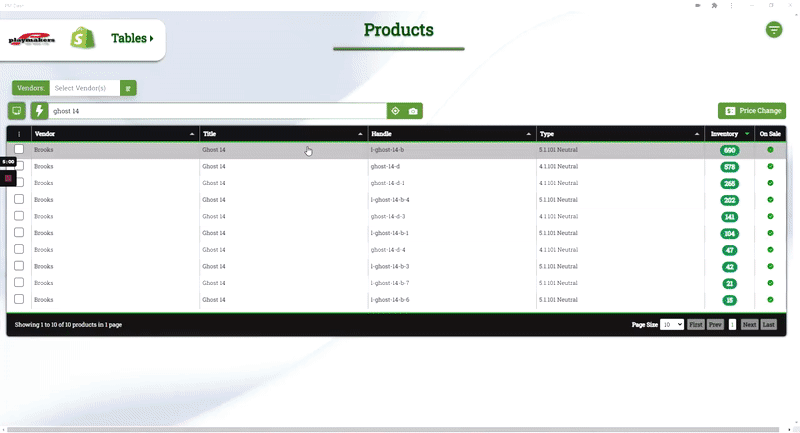 playmakers
Tables
Products
Vendors:
Select Vendor(s)
ghost 14
Price Change
Vendor Title Handle Type Inventory On Sale
Brooks Ghost 14 l-ghost-14-b 5.1.101 Neutral 690
Brooks Ghost 14 ghost-14-d 4.1.101 Neutral 578
Brooks Ghost 14 ghost-14-d-1 4.1.101 Neutral 265
Brooks Ghost 14 l-ghost-14-b-4 5.1.101 Neutral 202
Brooks Ghost 14 ghost-14-d-3 4.1.101 Neutral 141
Brooks Ghost 14 l-ghost-14-b-1 5.1.101 Neutral 104
Brooks Ghost 14 ghost-14-d-4 4.1.101 Neutral 47
Brooks Ghost 14 l-ghost-14-b-3 5.1.101 Neutral 42
Brooks Ghost 14 l-ghost-14-b-7 5.1.101 Neutral 21
Brooks Ghost 14 l-ghost-14-b-6 5.1.101 Neutral 15
5:00
Showing 1 to 10 of 10 products in 1 page
Page Size 10 First Prev 1 Next Last